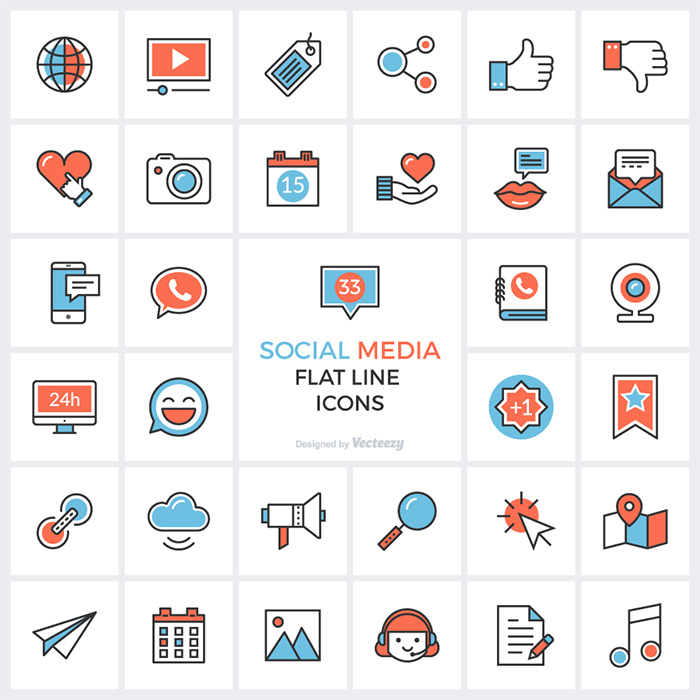 15
33
SOCIAL MEDIA
FLAT LINE
ICONS
24h
+1
Designed by Vecteezy